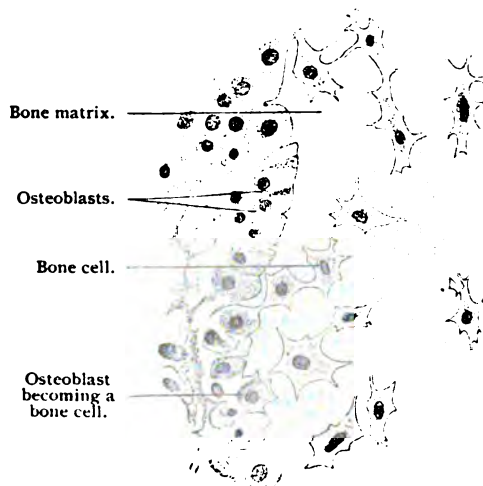 Bone matrix.
Osteoblasts.
Bone cell.
Osteoblast
becoming a
bone cell.